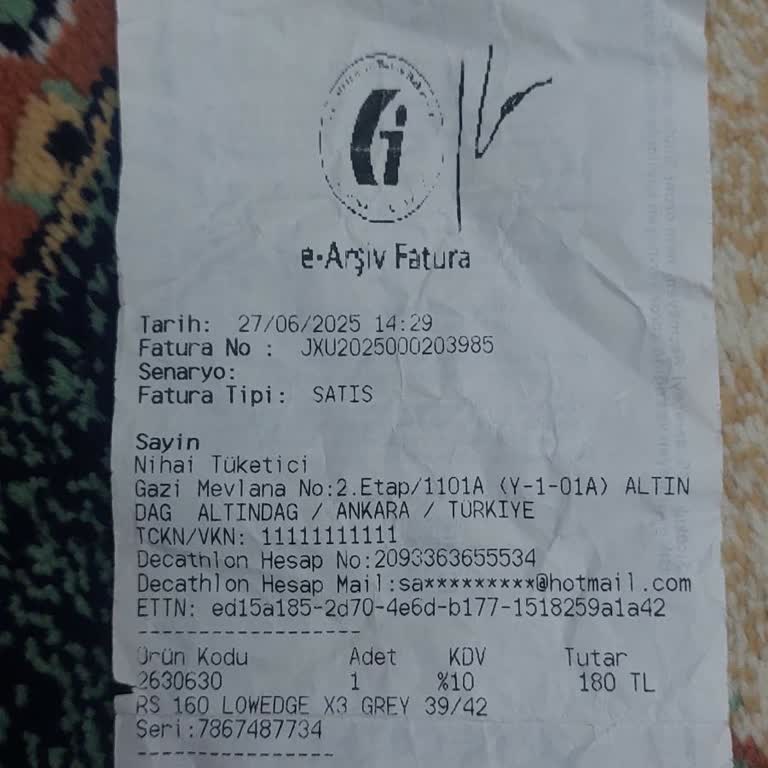 e-Arşiv Fatura
Tarih: 27/06/2025 14:29
Fatura No : JXU2025000203985
Senaryo:
Fatura Tipi: SATIS
Sayin
Nihai Tüketici
Gazi Mevlana No:2.Etap/1101A (Y-1-01A) ALTIN
DAG ALTINDAG / ANKARA / TÜRKIYE
TCKN/VKN: 11111111111
Decathlon Hesap No:2093363655534
Decathlon Hesap Mail:sa*********@hotmail.com
ETTN: ed15a185-2d70-4e6d-b177-1518259a1a42
-------------------
Ürün Kodu Adet KDV Tutar
2630630 1 %10 180 TL
RS 160 LOWEDGE X3 GREY 39/42
Seri:7867487734
-----------------